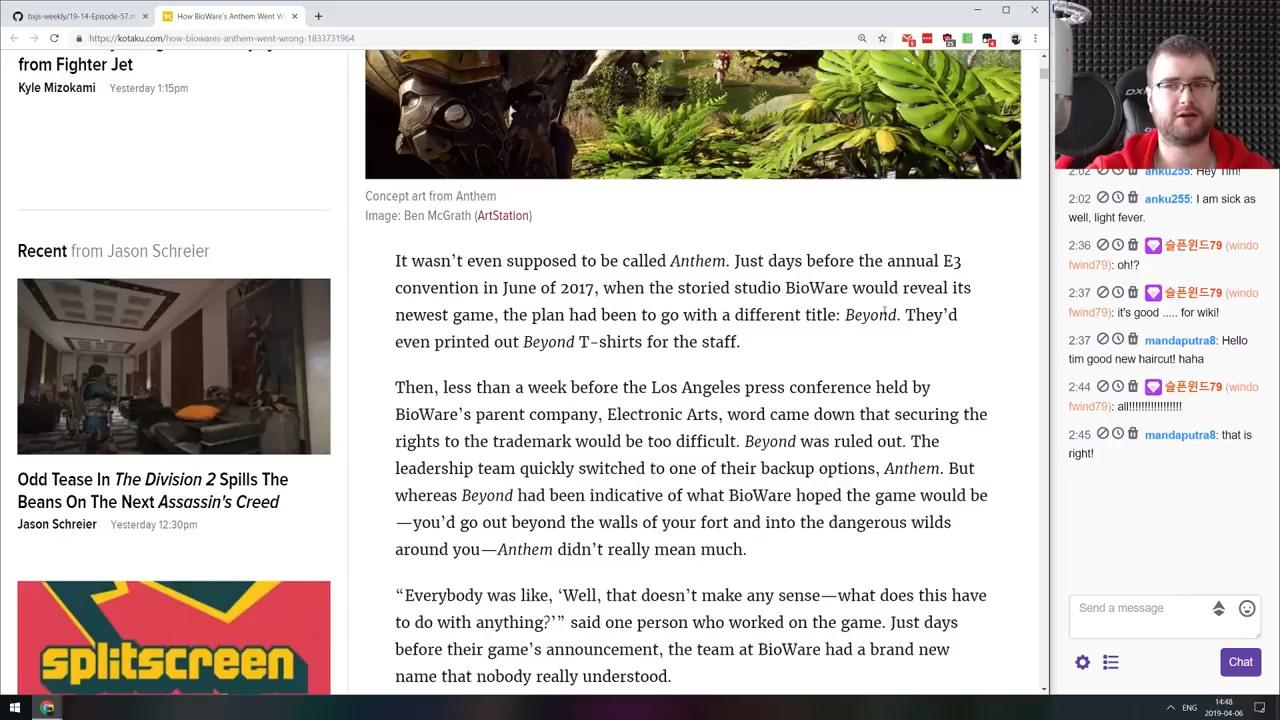 bxjs-weekly/19-14-Episode-57.m
How BioWare's Anthem Went W
https://kotaku.com/how-biowares-anthem-went-wrong-1833731964
from Fighter Jet
Kyle Mizokami Yesterday 1:15pm
Recent from Jason Schreier
Odd Tease In The Division 2 Spills The
Beans On The Next Assassin's Creed
Jason Schreier Yesterday 12:30pm
splitscreen
Concept art from Anthem
Image: Ben McGrath (ArtStation)
It wasn't even supposed to be called Anthem. Just days before the annual E3
convention in June of 2017, when the storied studio BioWare would reveal its
newest game, the plan had been to go with a different title: Beyond. They'd
even printed out Beyond T-shirts for the staff.
Then, less than a week before the Los Angeles press conference held by
BioWare's parent company, Electronic Arts, word came down that securing the
rights to the trademark would be too difficult. Beyond was ruled out. The
leadership team quickly switched to one of their backup options, Anthem. But
whereas Beyond had been indicative of what BioWare hoped the game would be
—you'd go out beyond the walls of your fort and into the dangerous wilds
around you—Anthem didn't really mean much.
“Everybody was like, ‘Well, that doesn't make any sense—what does this have
to do with anything?’” said one person who worked on the game. Just days
before their game's announcement, the team at BioWare had a brand new
name that nobody really understood.
2:02 anku255: Hey Tim!
2:02 anku255: I am sick as
well, light fever.
2:36 슬픈윈드79 (windo
fwind79): oh!?
2:37 슬픈윈드79 (windo
fwind79): it's good ..... for wiki!
2:37 mandaputra8: Hello
tim good new haircut! haha
2:44 슬픈윈드79 (windo
fwind79): all!!!!!!!!!!!!!!!!!
2:45 mandaputra8: that is
right!
Send a message
Chat
ENG
14:48
2019-04-06